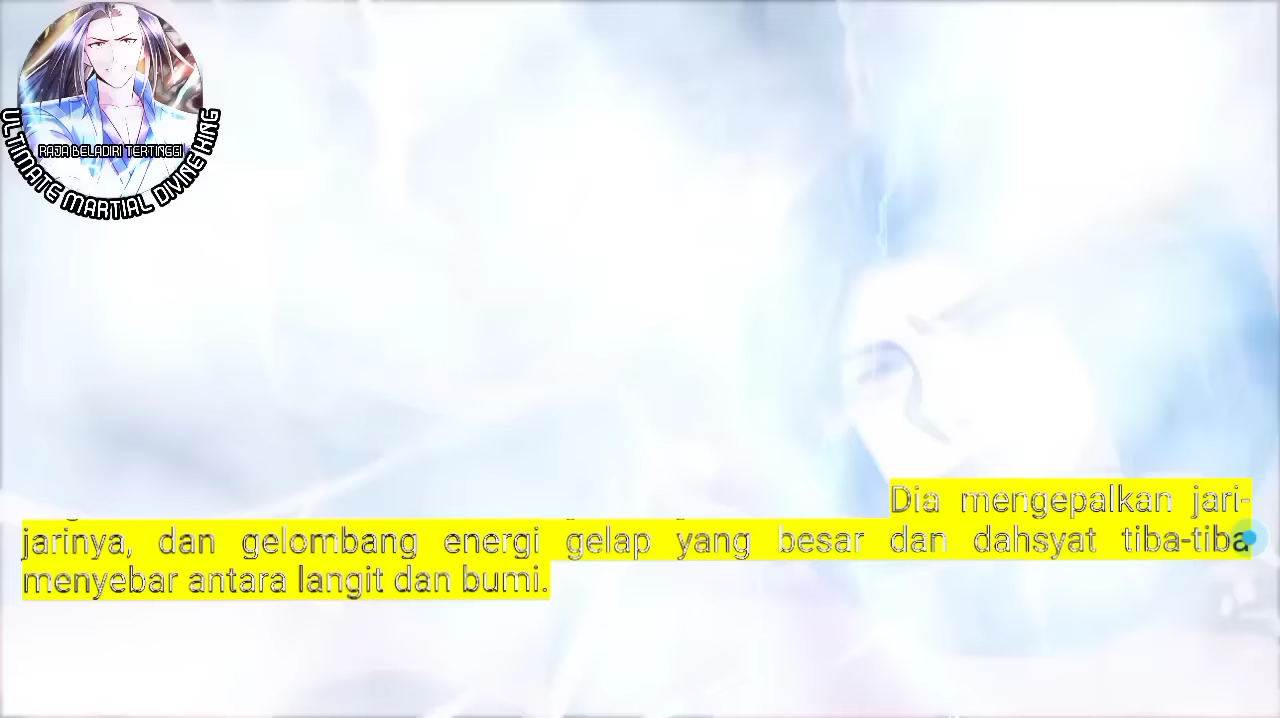 RAJA BELADIRI TERTINGGI
ULTIMATE MARTIAL DIVINE KING
Dia mengepalkan jari-
jarinya, dan gelombang energi gelap yang besar dan dahsyat tiba-tiba
menyebar antara langit dan bumi.